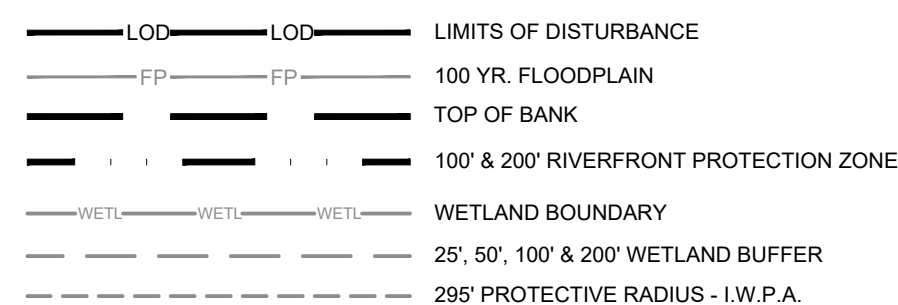 LOD LOD LIMITS OF DISTURBANCE
FP FP 100 YR. FLOODPLAIN
TOP OF BANK
100' & 200' RIVERFRONT PROTECTION ZONE
WETL WETL WETL WETLAND BOUNDARY
25', 50', 100' & 200' WETLAND BUFFER
295' PROTECTIVE RADIUS - I.W.P.A.